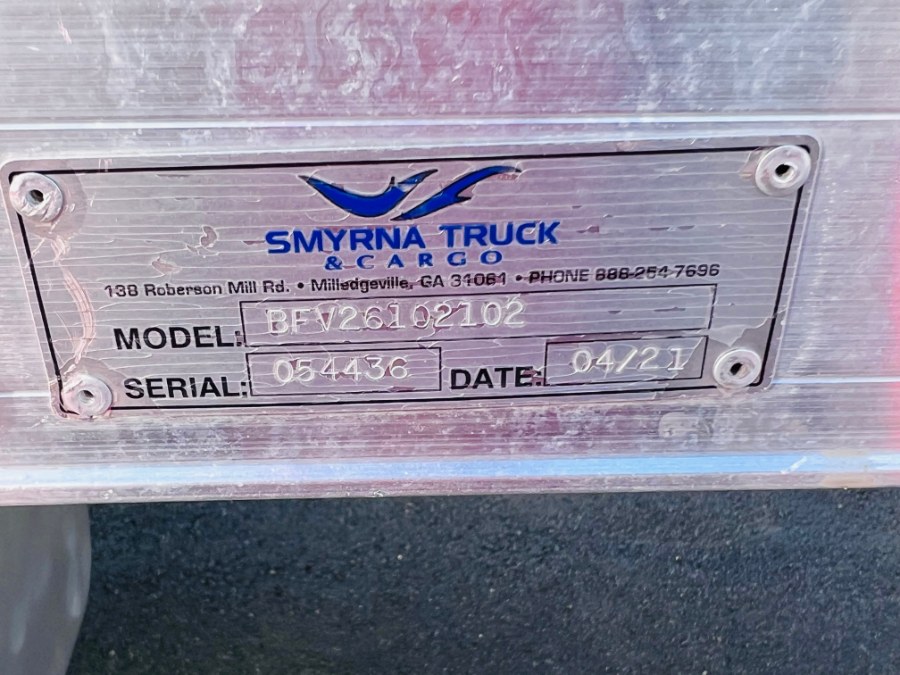 SMYRNA TRUCK
& CARGO
138 Roberson Mill Rd. • Milledgeville, GA 31061 • PHONE 888-254-7696
MODEL: BFV26102102
SERIAL: 054436 DATE: 04/21